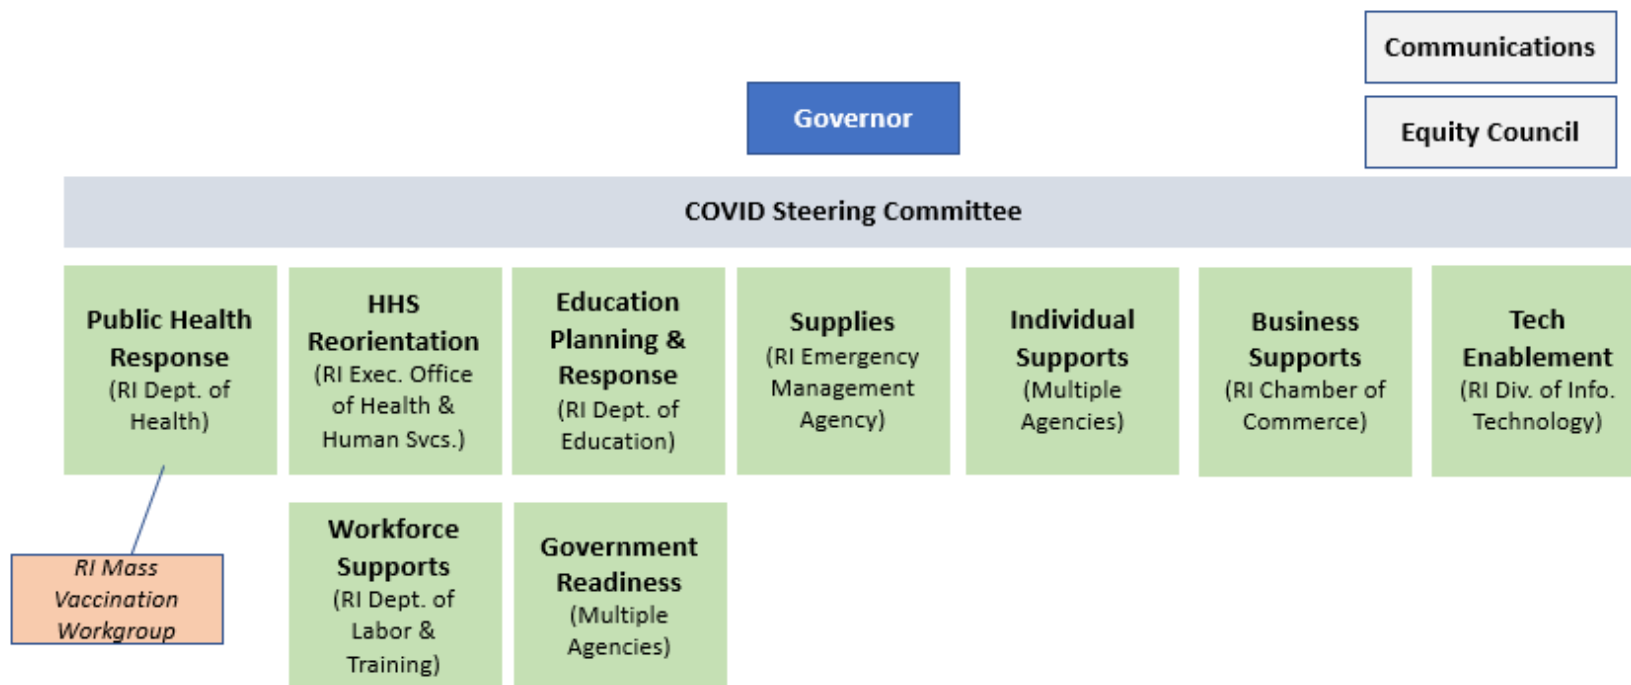 Communications
Equity Council
Governor
COVID Steering Committee
Public Health
Response
(RI Dept. of
Health)
HHS
Reorientation
(RI Exec. Office
of Health &
Human Svcs.)
Education
Planning &
Response
(RI Dept. of
Education)
Supplies
(RI Emergency
Management
Agency)
Individual
Supports
(Multiple
Agencies)
Business
Supports
(RI Chamber of
Commerce)
Tech
Enablement
(RI Div. of Info.
Technology)
RI Mass
Vaccination
Workgroup
Workforce
Supports
(RI Dept. of
Labor &
Training)
Government
Readiness
(Multiple
Agencies)